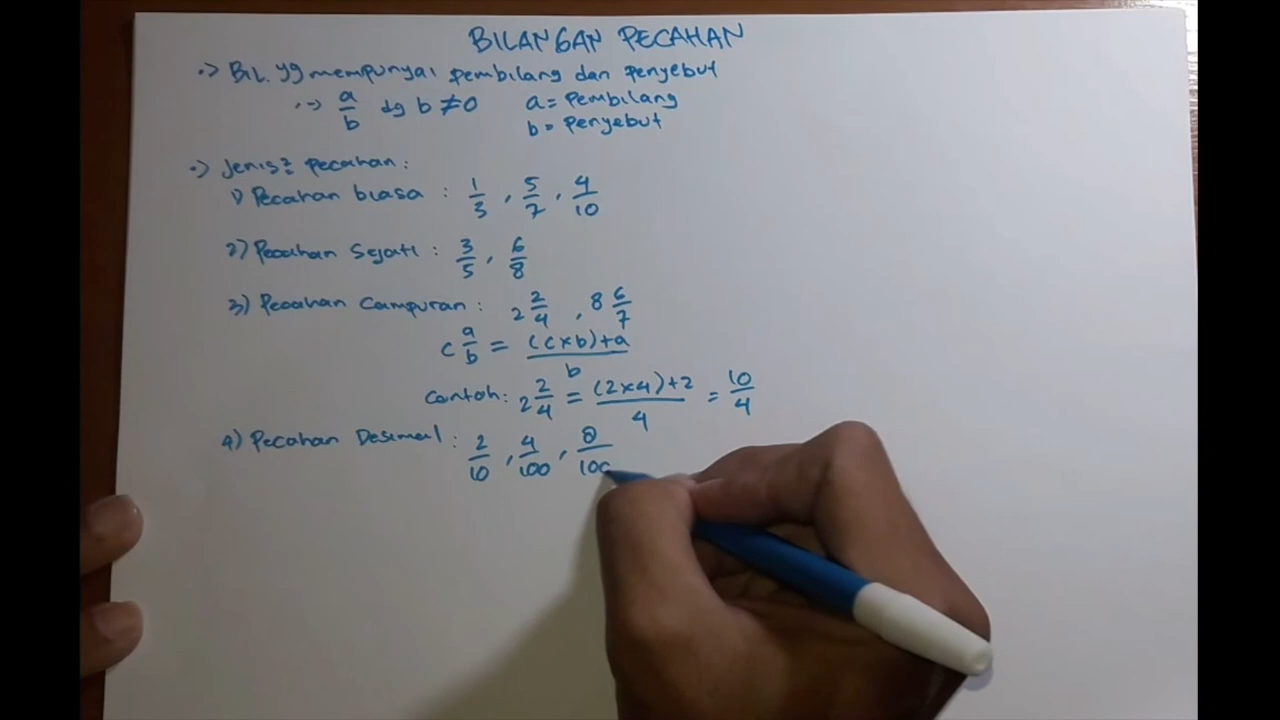 BILANGAN PECAHAN
·> Bil. yg mempunyai pembilang dan penyebut
·-> a/b dg b ≠ 0 a = Pembilang
b = Penyebut
·> Jenis² pecahan :
1) Pecahan biasa : 1/3 , 5/7 , 4/10
2) Pecahan Sejati : 3/5 , 6/8
3) Pecahan Campuran : 2 2/4 , 8 6/7
c a/b = (c x b) + a / b
Contoh : 2 2/4 = (2 x 4) + 2 / 4 = 10/4
4) Pecahan Desimal : 2/10 , 4/100 , 8/100